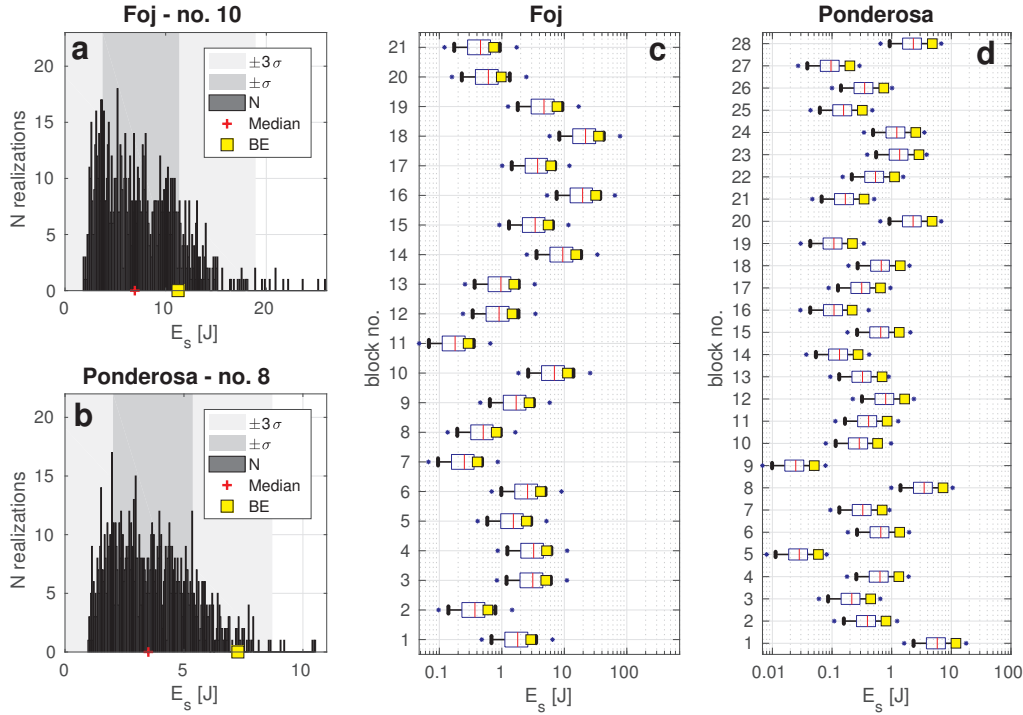 Foj - no. 10
a
±3σ
±σ
N
Median
BE
20
15
10
5
0
N realizations
0
10
20
E_s [J]
Ponderosa - no. 8
b
±3σ
±σ
N
Median
BE
20
15
10
5
0
N realizations
0
5
10
E_s [J]
Foj
c
21
20
19
18
17
16
15
14
13
12
11
10
9
8
7
6
5
4
3
2
1
block no.
0.1
1
10
100
E_s [J]
Ponderosa
d
28
27
26
25
24
23
22
21
20
19
18
17
16
15
14
13
12
11
10
9
8
7
6
5
4
3
2
1
block no.
0.01
0.1
1
10
100
E_s [J]